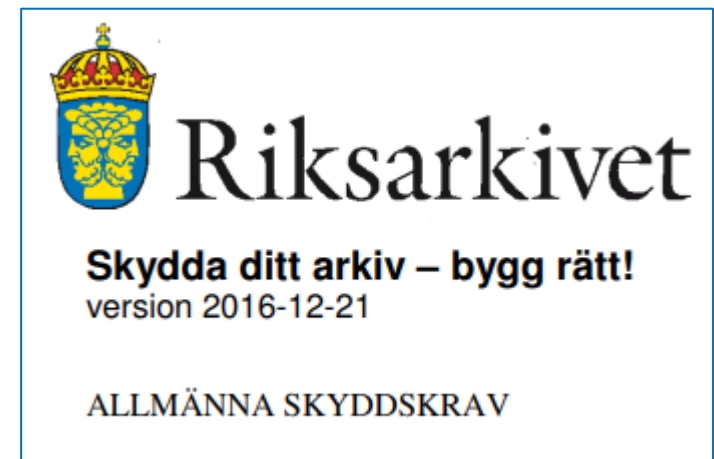 Riksarkivet
Skydda ditt arkiv – bygg rätt!
version 2016-12-21
ALLMÄNNA SKYDDSKRAV